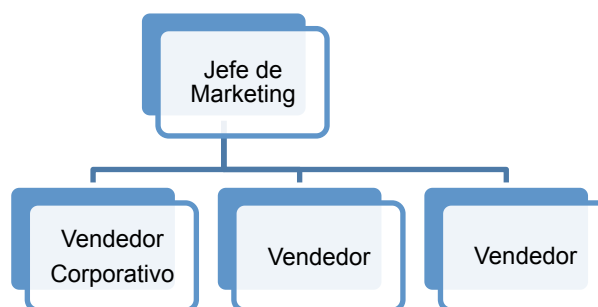 Jefe de
Marketing
Vendedor
Corporativo
Vendedor
Vendedor